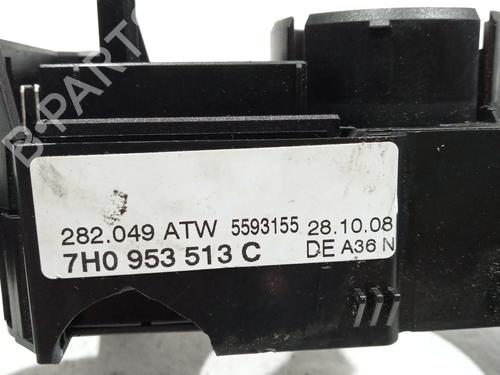 B-PARTS
282.049 ATW 5593155 28.10.08
7H0 953 513 C DE A36 N